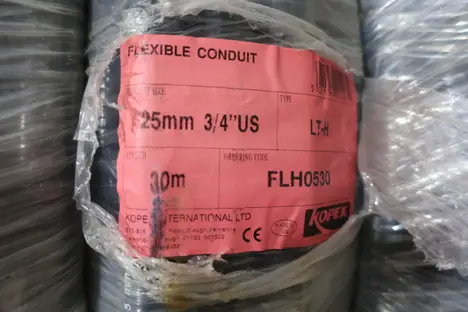 FLEXIBLE CONDUIT
TYPE
25mm 3/4"US
LT-H
ORDERING CODE
30m
FLH0530
KOPEX INTERNATIONAL LTD
CE
KOPEX